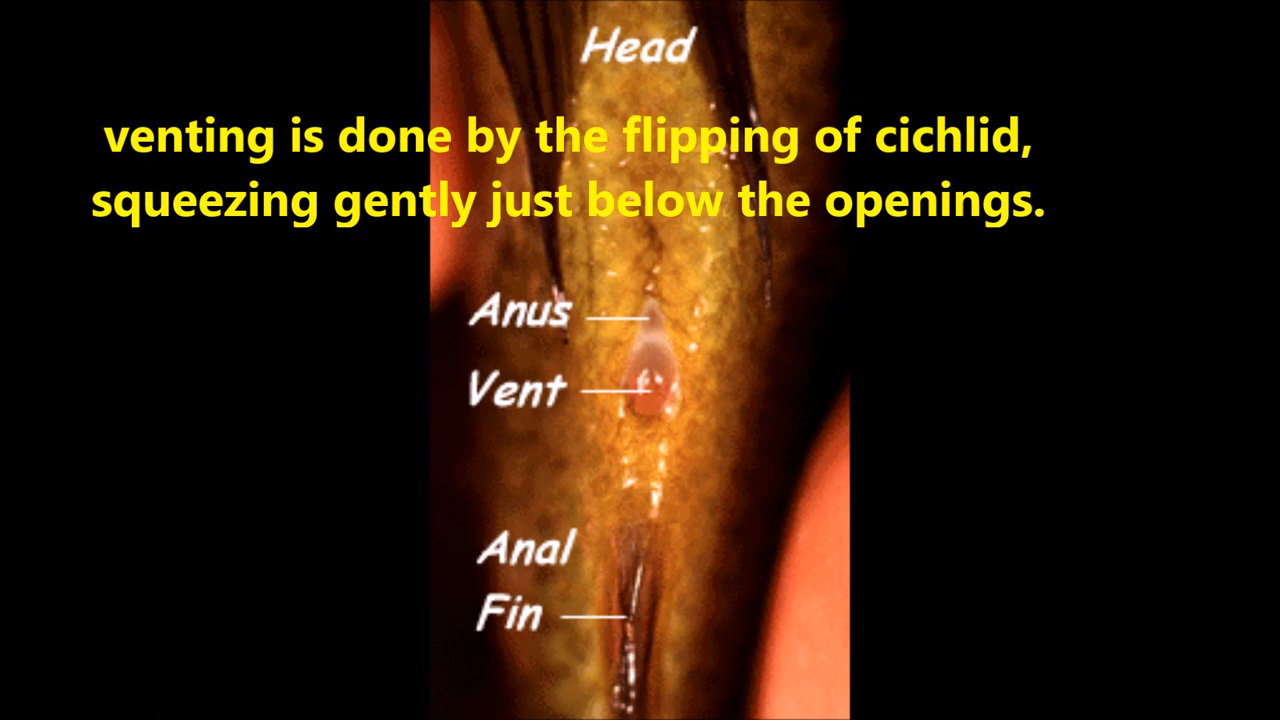 Head
venting is done by the flipping of cichlid,
squeezing gently just below the openings.
Anus
Vent
Anal
Fin